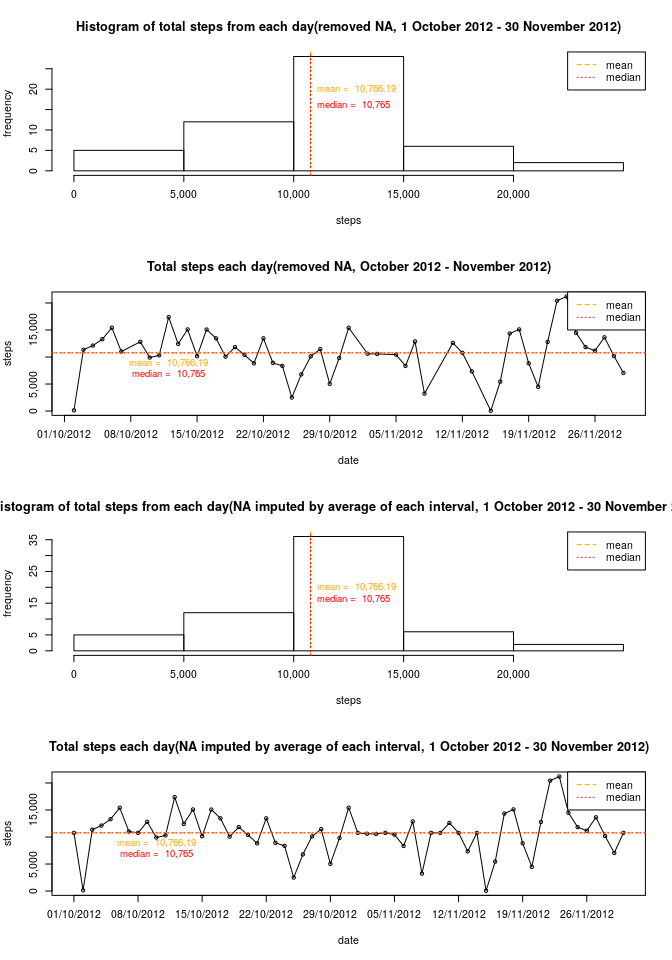 Histogram of total steps from each day(removed NA, 1 October 2012 - 30 November 2012)
frequency
0
5
10
20
mean = 10,766.19
median = 10,765
mean
median
0
5,000
10,000
15,000
20,000
steps
Total steps each day(removed NA, October 2012 - November 2012)
steps
0
5,000
15,000
mean = 10,766.19
median = 10,765
mean
median
01/10/2012
08/10/2012
15/10/2012
22/10/2012
29/10/2012
05/11/2012
12/11/2012
19/11/2012
26/11/2012
date
istogram of total steps from each day(NA imputed by average of each interval, 1 October 2012 - 30 November
frequency
0
5
15
25
35
mean = 10,766.19
median = 10,765
mean
median
0
5,000
10,000
15,000
20,000
steps
Total steps each day(NA imputed by average of each interval, 1 October 2012 - 30 November 2012)
steps
0
5,000
15,000
mean = 10,766.19
median = 10,765
mean
median
01/10/2012
08/10/2012
15/10/2012
22/10/2012
29/10/2012
05/11/2012
12/11/2012
19/11/2012
26/11/2012
date